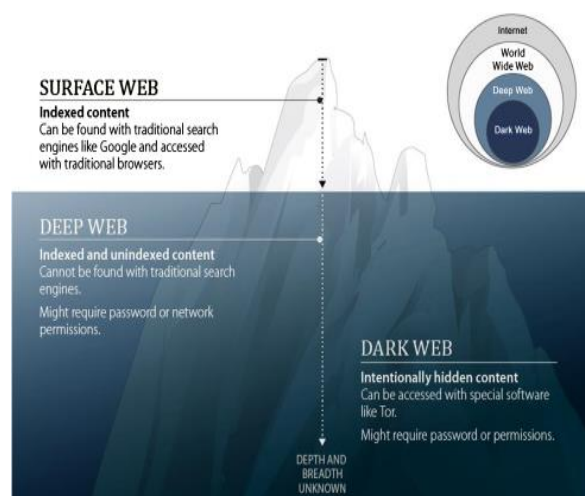 Internet
World
Wide Web
Deep Web
Dark Web
SURFACE WEB
Indexed content
Can be found with traditional search
engines like Google and accessed
with traditional browsers.
DEEP WEB
Indexed and unindexed content
Cannot be found with traditional search
engines.
Might require password or network
permissions.
DARK WEB
Intentionally hidden content
Can be accessed with special software
like Tor.
Might require password or permissions.
DEPTH AND
BREADTH
UNKNOWN